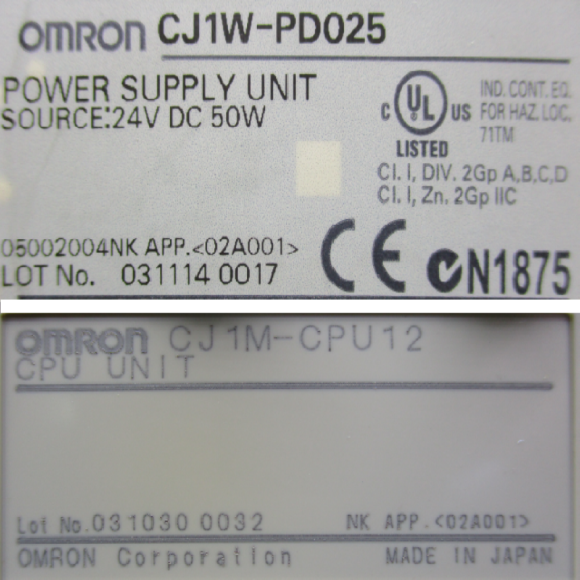 OMRON CJ1W-PD025
POWER SUPPLY UNIT
SOURCE:24V DC 50W
C UL US LISTED
IND. CONT. EQ.
FOR HAZ. LOC.
71TM
Cl. I, DIV. 2Gp A,B,C,D
Cl. I, Zn. 2Gp IIC
05002004NK APP.<02A001>
LOT No. 031114 0017
CE N1875
OMRON CJ1M-CPU12
CPU UNIT
Lot No.031030 0032 NK APP.<02A001>
OMRON Corporation MADE IN JAPAN